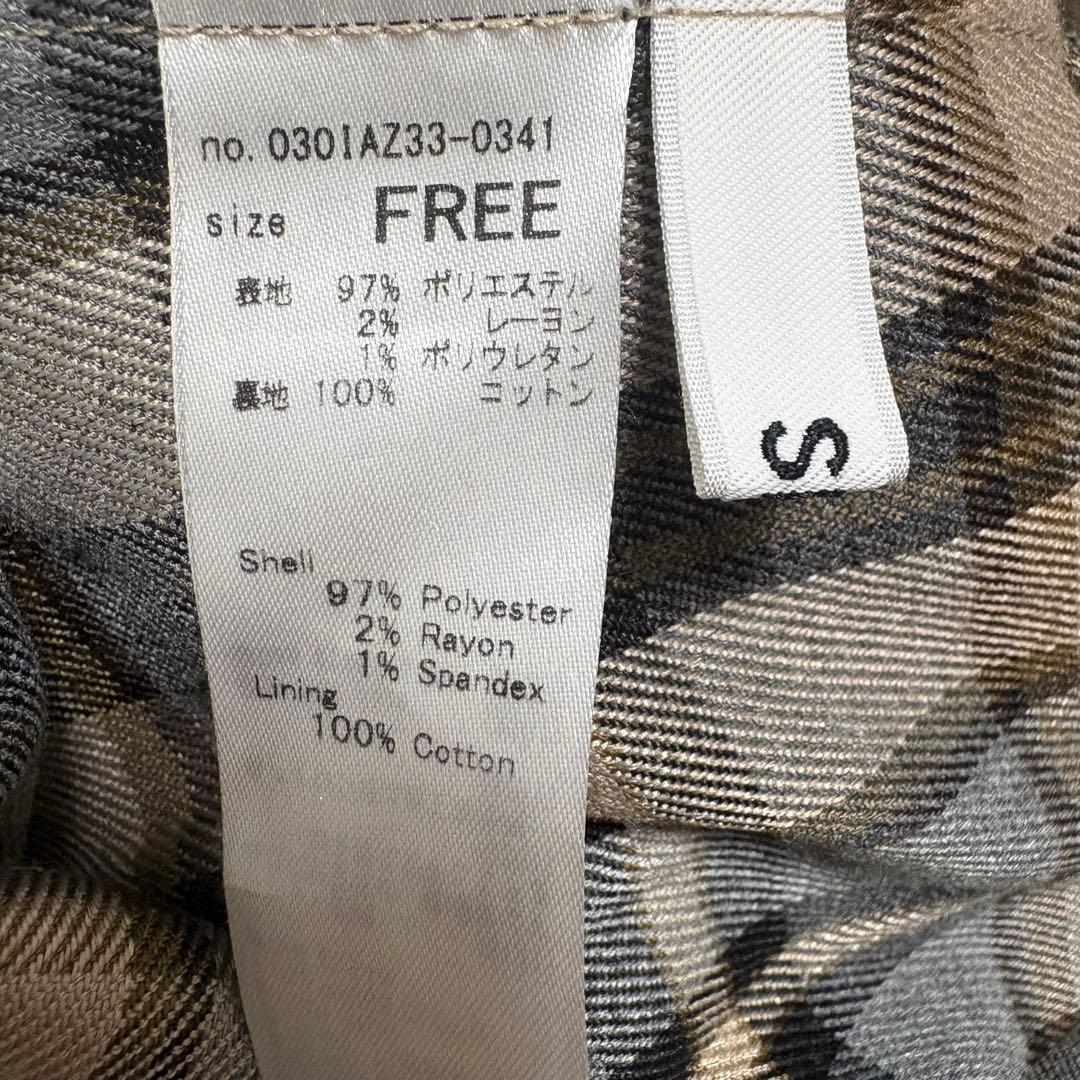 no. 030IAZ33-0341
size FREE
表地 97% ポリエステル
2% レーヨン
1% ポリウレタン
裏地 100% コットン
Shell
97% Polyester
2% Rayon
1% Spandex
Lining
100% Cotton
S